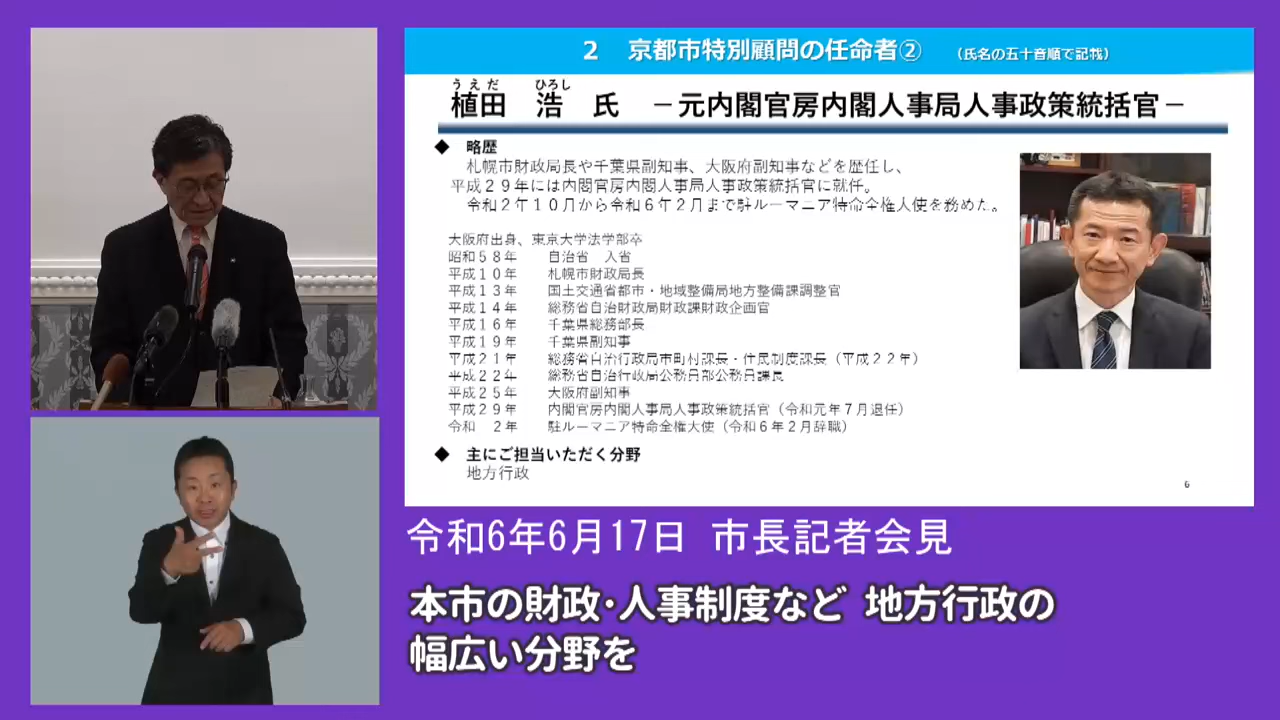 2 京都市特別顧問の任命者② (氏名の五十音順で記載)
うえだ ひろし
植田 浩 氏 －元内閣官房内閣人事局人事政策統括官－
◆ 略歴
札幌市財政局長や千葉県副知事、大阪府副知事などを歴任し、
平成29年には内閣官房内閣人事局人事政策統括官に就任。
令和2年10月から令和6年2月まで駐ルーマニア特命全権大使を務めた。
大阪府出身、東京大学法学部卒
昭和58年 自治省 入省
平成10年 札幌市財政局長
平成13年 国土交通省都市・地域整備局地方整備課調整官
平成14年 総務省自治財政局財政課財政企画官
平成16年 千葉県総務部長
平成19年 千葉県副知事
平成21年 総務省自治行政局市町村課長・住民制度課長（平成22年）
平成22年 総務省自治行政局公務員部公務員課長
平成25年 大阪府副知事
平成29年 内閣官房内閣人事局人事政策統括官（令和元年7月退任）
令和 2年 駐ルーマニア特命全権大使（令和6年2月辞職）
◆ 主にご担当いただく分野
地方行政
6
令和6年6月17日 市長記者会見
本市の財政・人事制度など 地方行政の
幅広い分野を